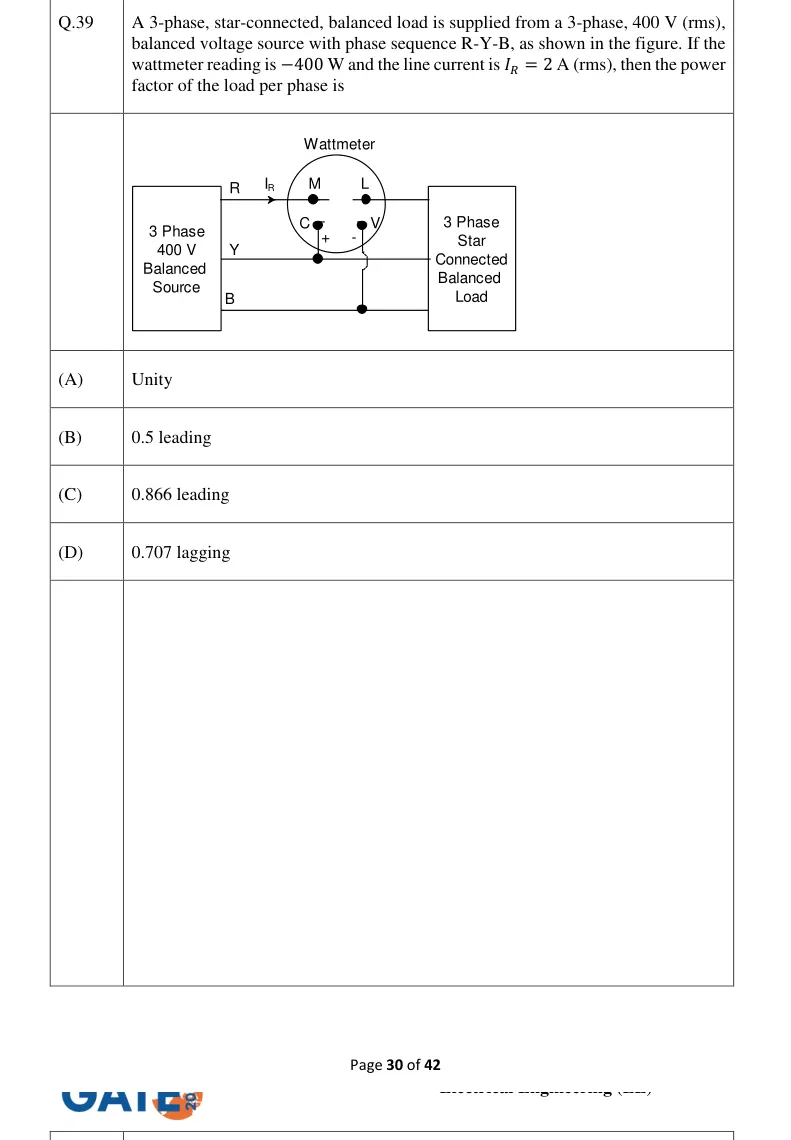 Q.39
A 3-phase, star-connected, balanced load is supplied from a 3-phase, 400 V (rms),
balanced voltage source with phase sequence R-Y-B, as shown in the figure. If the
wattmeter reading is −400 W and the line current is I_R = 2 A (rms), then the power
factor of the load per phase is
Wattmeter
R
I_R
M
L
C
V
+
-
3 Phase
400 V
Balanced
Source
Y
B
3 Phase
Star
Connected
Balanced
Load
(A)
Unity
(B)
0.5 leading
(C)
0.866 leading
(D)
0.707 lagging
Page 30 of 42
GATE
20